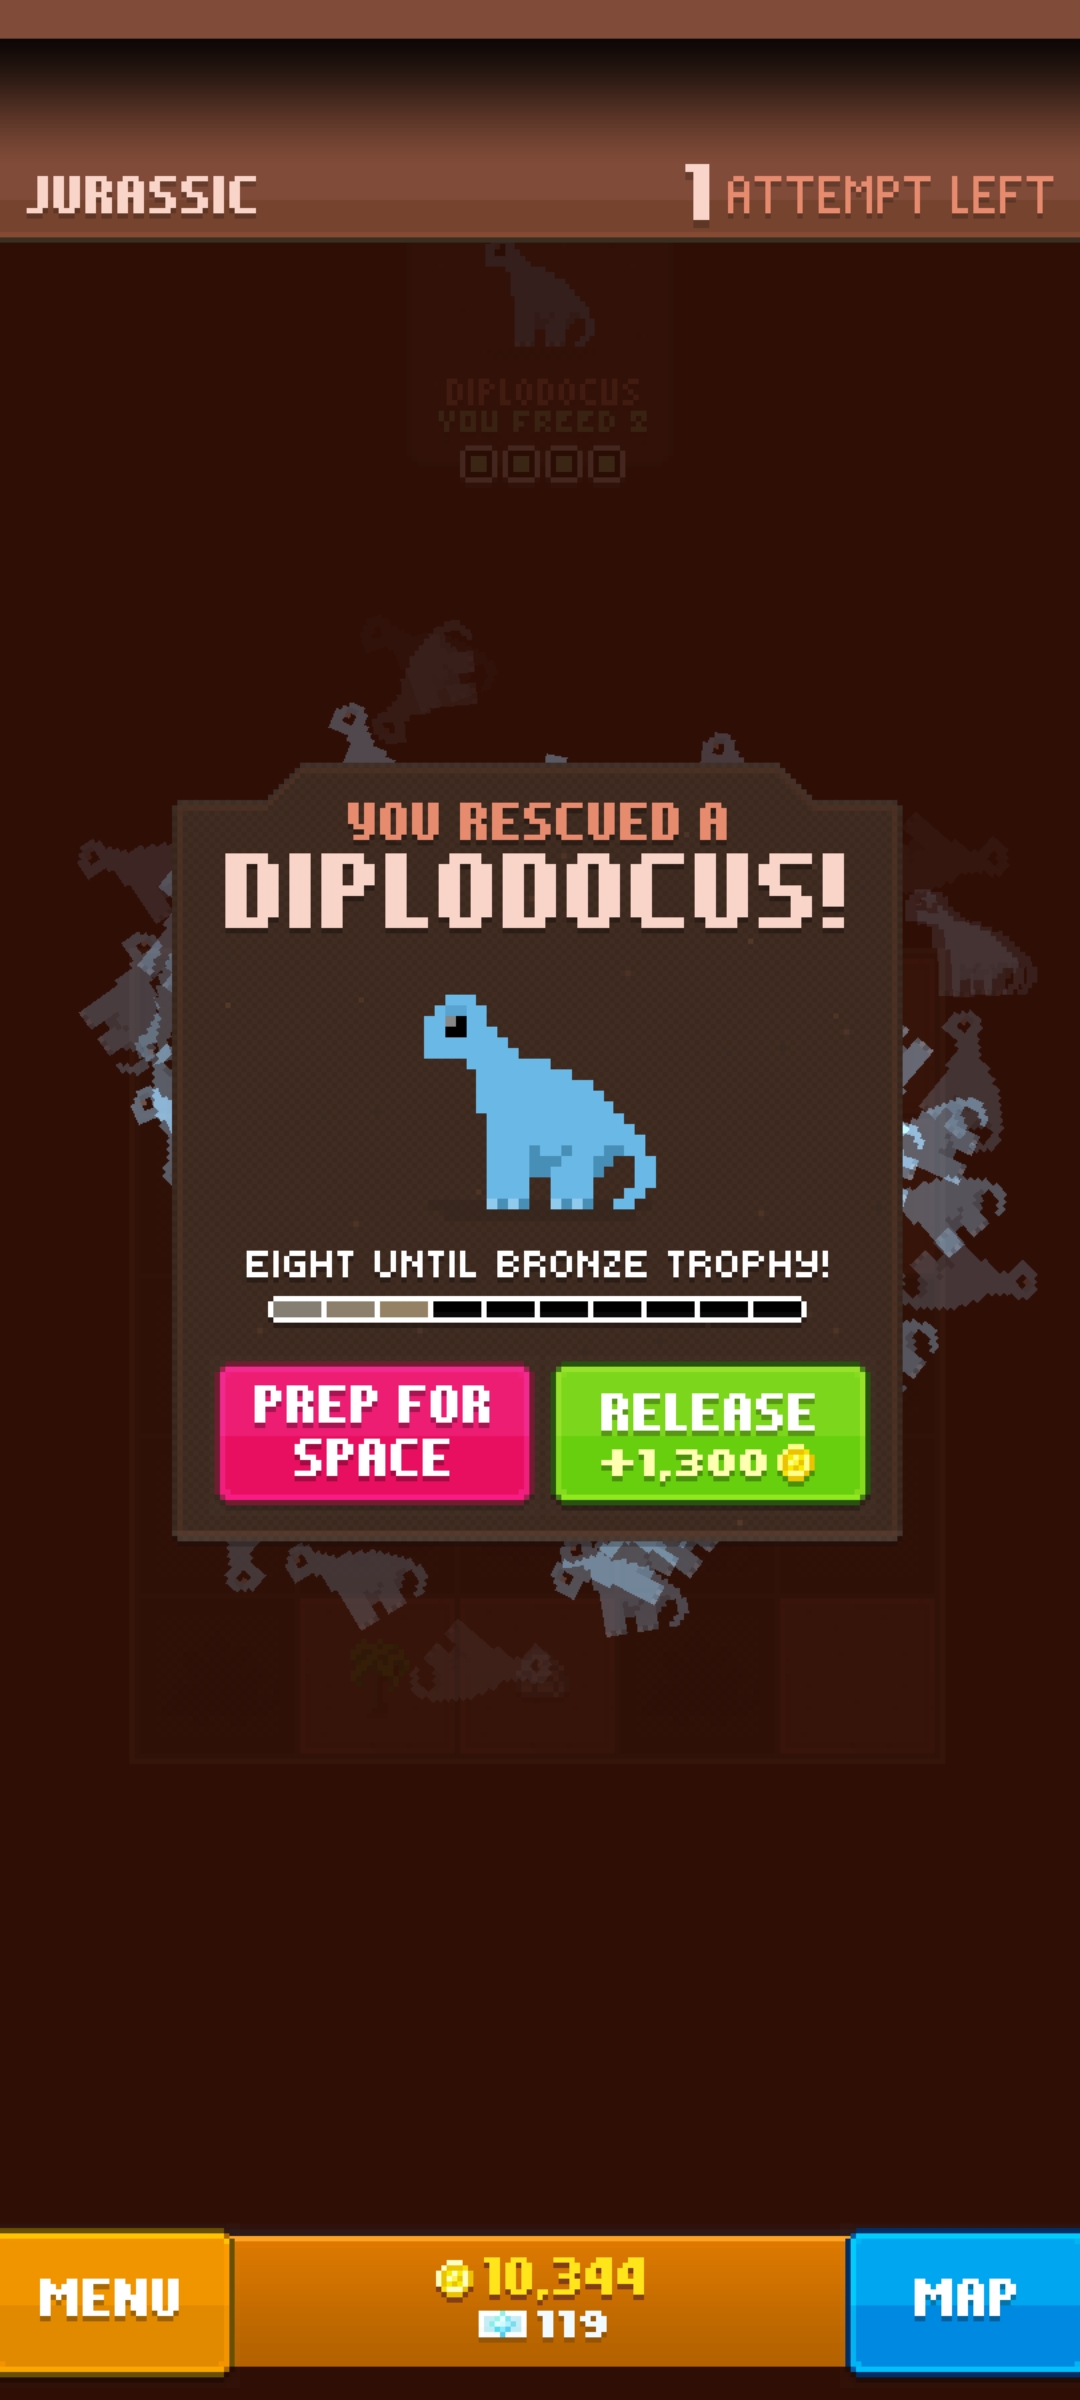 JURASSIC
1 ATTEMPT LEFT
DIPLODOCUS
YOU FREED 2
YOU RESCUED A
DIPLODOCUS!
EIGHT UNTIL BRONZE TROPHY!
PREP FOR
SPACE
RELEASE
+1,300
MENU
10,344
119
MAP